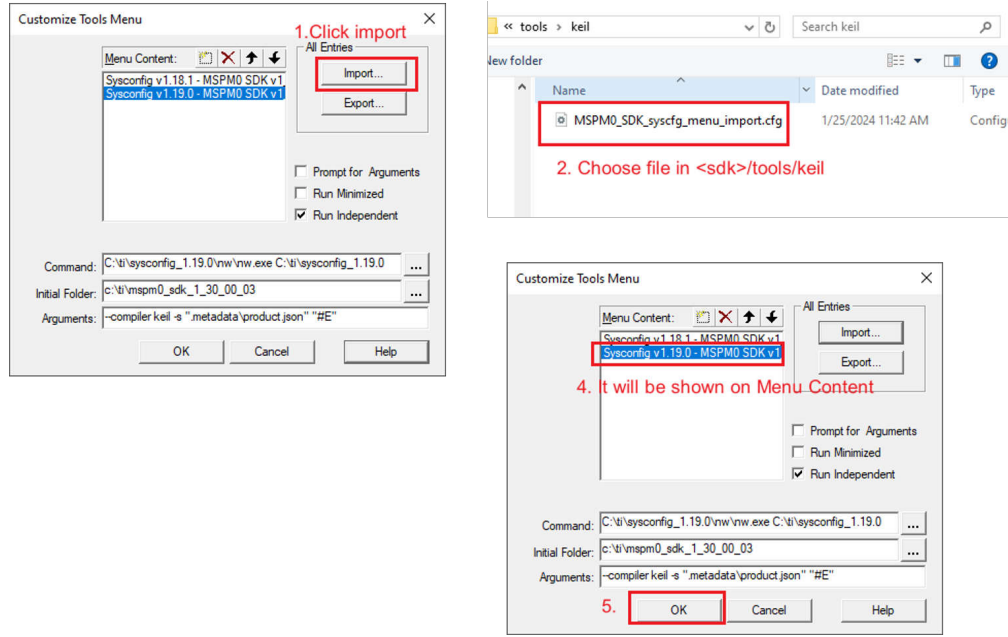 Customize Tools Menu
1.Click import
Menu Content:
All Entries
Sysconfig v1.18.1 - MSPM0 SDK v1
Sysconfig v1.19.0 - MSPM0 SDK v1
Import...
Export...
Prompt for Arguments
Run Minimized
Run Independent
Command: C:\ti\sysconfig_1.19.0\nw\nw.exe C:\ti\sysconfig_1.19.0 ...
Initial Folder: c:\ti\mspm0_sdk_1_30_00_03 ...
Arguments: --compiler keil -s ".metadata\product.json" "#E"
OK Cancel Help
« tools › keil
Search keil
New folder
Name Date modified Type
MSPM0_SDK_syscfg_menu_import.cfg 1/25/2024 11:42 AM Config
2. Choose file in <sdk>/tools/keil
Customize Tools Menu
Menu Content:
All Entries
Sysconfig v1.18.1 - MSPM0 SDK v1
Sysconfig v1.19.0 - MSPM0 SDK v1
Import...
Export...
4. It will be shown on Menu Content
Prompt for Arguments
Run Minimized
Run Independent
Command: C:\ti\sysconfig_1.19.0\nw\nw.exe C:\ti\sysconfig_1.19.0 ...
Initial Folder: c:\ti\mspm0_sdk_1_30_00_03 ...
Arguments: --compiler keil -s ".metadata\product.json" "#E"
5. OK Cancel Help